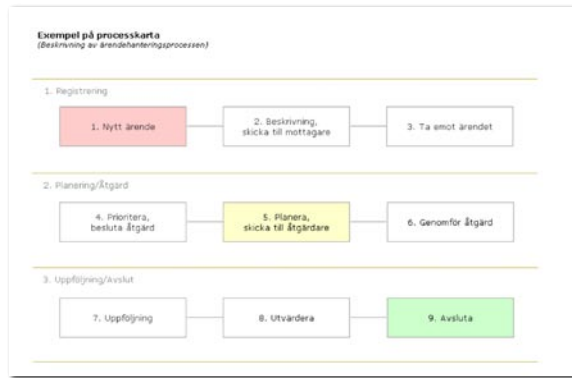 Exempel på processkarta
(Beskrivning av ärendehanteringsprocessen)
1. Registrering
1. Nytt ärende
2. Beskrivning,
skicka till mottagare
3. Ta emot ärendet
2. Planering/Åtgärd
4. Prioritera,
besluta åtgärd
5. Planera,
skicka till åtgärdare
6. Genomför åtgärd
3. Uppföljning/Avslut
7. Uppföljning
8. Utvärdera
9. Avsluta